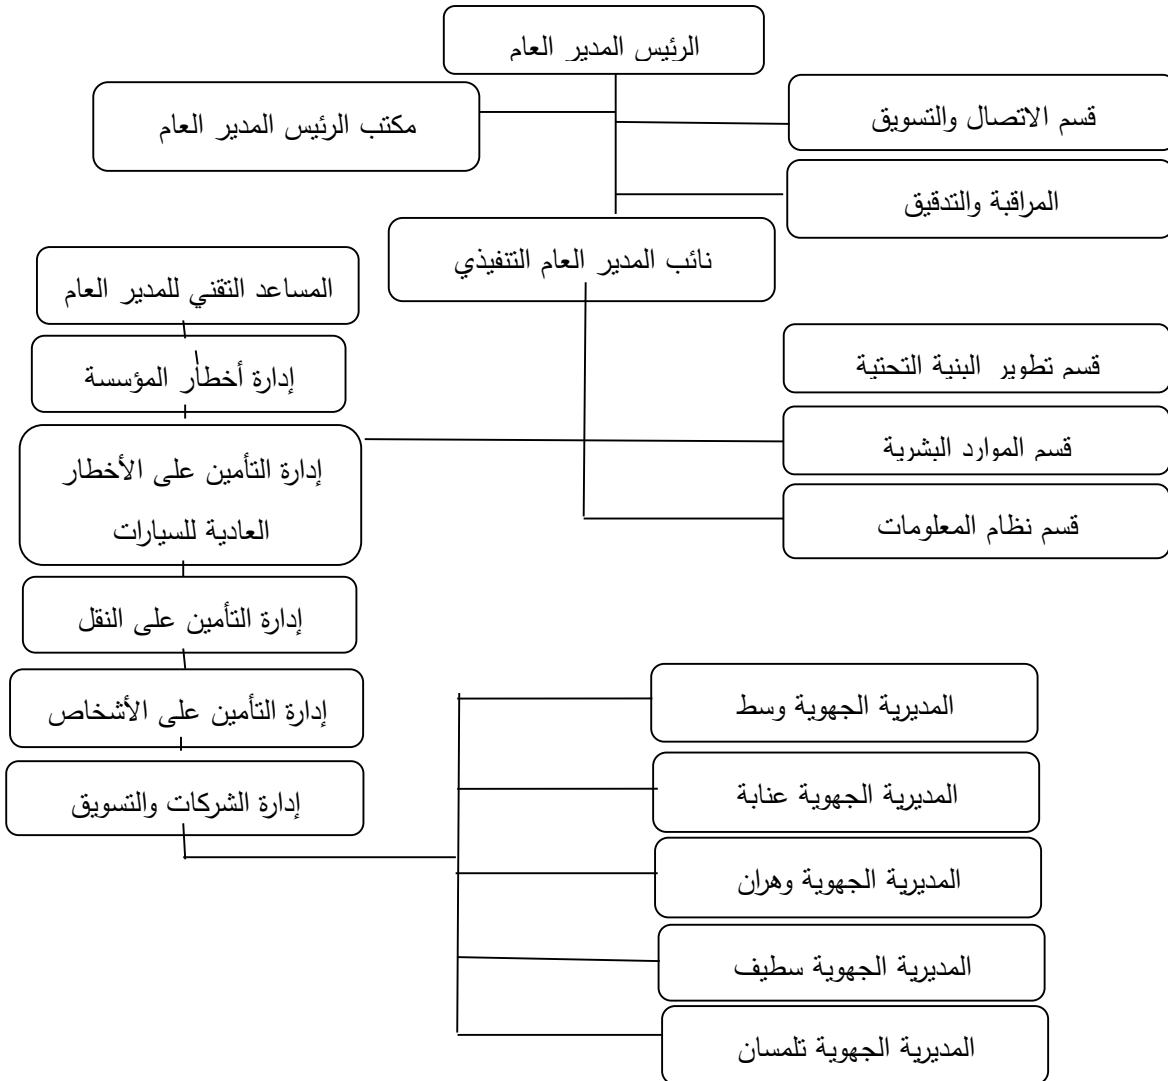 الرئيس المدير العام
مكتب الرئيس المدير العام
قسم الاتصال والتسويق
المراقبة والتدقيق
نائب المدير العام التنفيذي
المساعد التقني للمدير العام
إدارة أخطار المؤسسة
إدارة التأمين على الأخطار
العادية للسيارات
إدارة التأمين على النقل
إدارة التأمين على الأشخاص
إدارة الشركات والتسويق
قسم تطوير البنية التحتية
قسم الموارد البشرية
قسم نظام المعلومات
المديرية الجهوية وسط
المديرية الجهوية عنابة
المديرية الجهوية وهران
المديرية الجهوية سطيف
المديرية الجهوية تلمسان